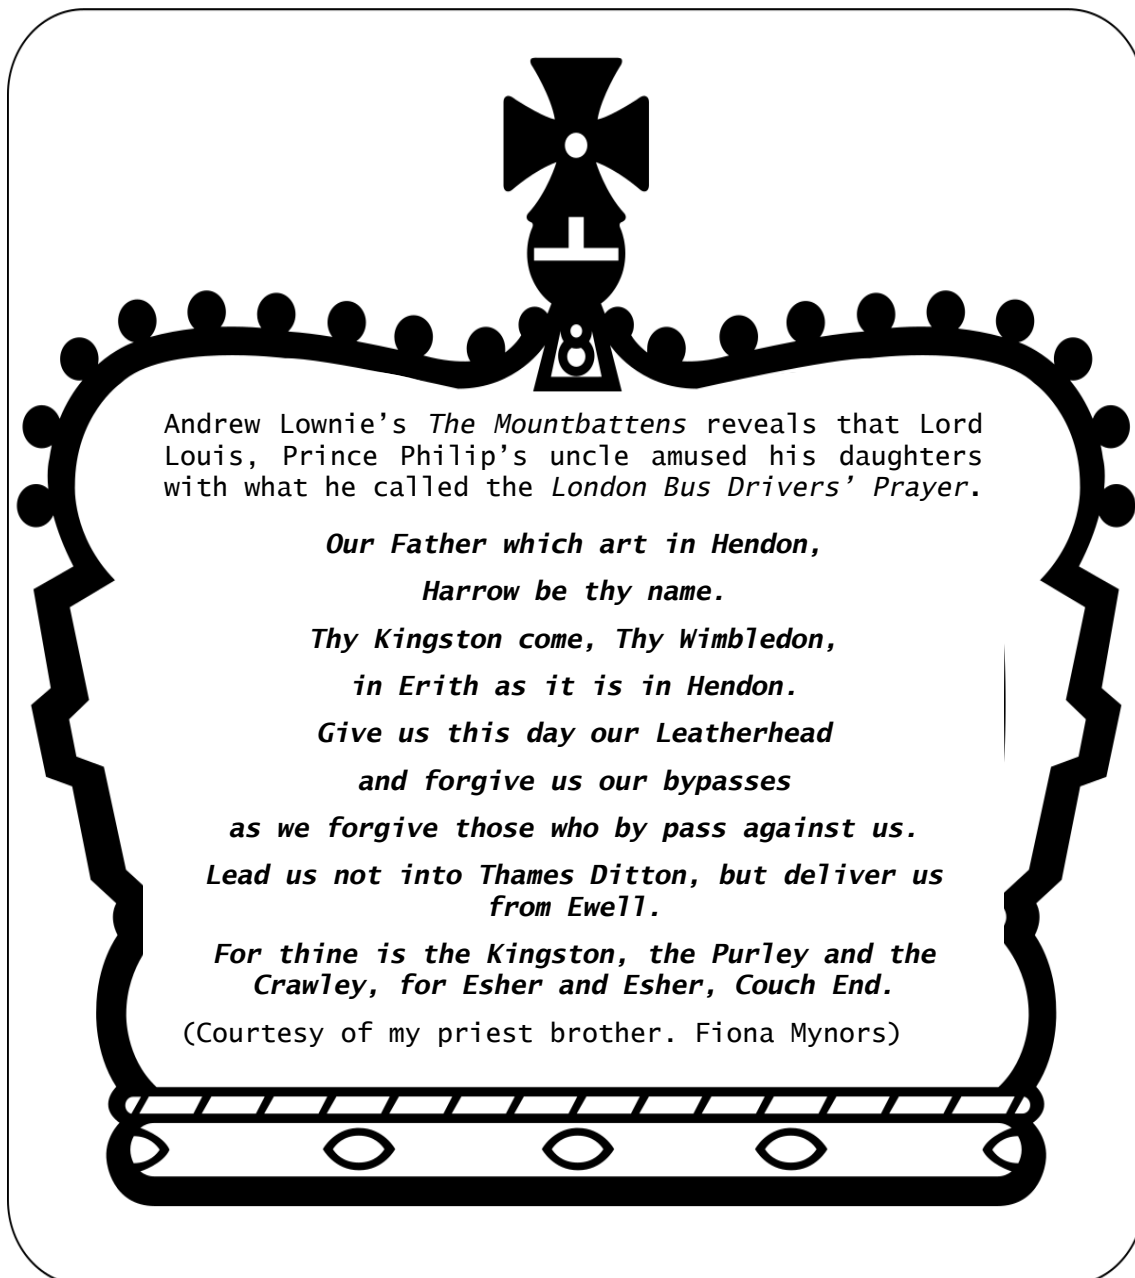 Andrew Lownie’s The Mountbattens reveals that Lord
Louis, Prince Philip’s uncle amused his daughters
with what he called the London Bus Drivers’ Prayer.
Our Father which art in Hendon,
Harrow be thy name.
Thy Kingston come, Thy Wimbledon,
in Erith as it is in Hendon.
Give us this day our Leatherhead
and forgive us our bypasses
as we forgive those who by pass against us.
Lead us not into Thames Ditton, but deliver us
from Ewell.
For thine is the Kingston, the Purley and the
Crawley, for Esher and Esher, Couch End.
(Courtesy of my priest brother. Fiona Mynors)